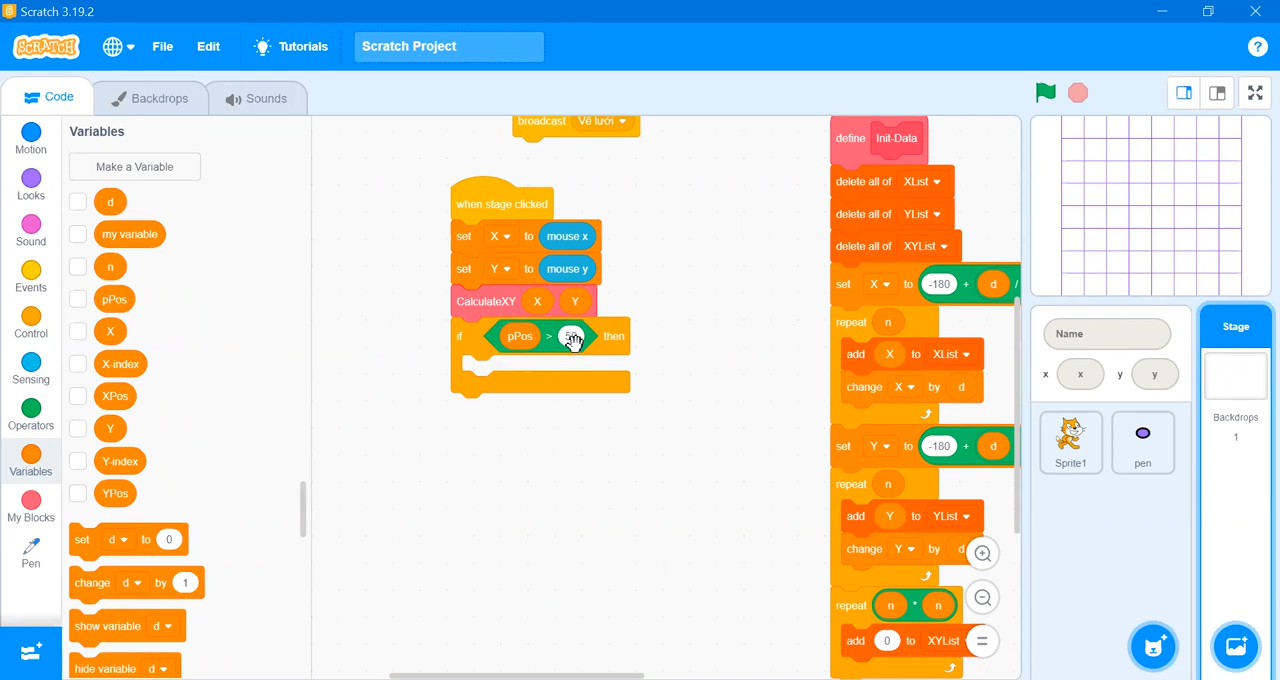 Scratch 3.19.2
SCRATCH File Edit Tutorials Scratch Project ?
Code Backdrops Sounds
Motion
Looks
Sound
Events
Control
Sensing
Operators
Variables
My Blocks
Pen
Variables
Make a Variable
d
my variable
n
pPos
X
X-index
XPos
Y
Y-index
YPos
set d to 0
change d by 1
show variable d
hide variable d
broadcast Vẽ lưới
when stage clicked
set X to mouse x
set Y to mouse y
CalculateXY X Y
if pPos > then
define Init-Data
delete all of XList
delete all of YList
delete all of XYList
set X to -180 + d /
repeat n
add X to XList
change X by d
set Y to -180 + d
repeat n
add Y to YList
change Y by d
repeat n * n
add 0 to XYList
Name
x x y y
Sprite1
pen
Stage
Backdrops
1